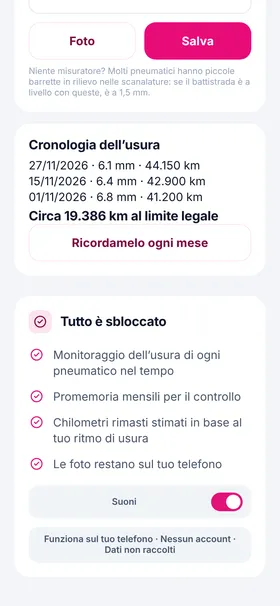 Foto
Salva
Niente misuratore? Molti pneumatici hanno piccole
barrette in rilievo nelle scanalature: se il battistrada è a
livello con queste, è a 1,5 mm.
Cronologia dell’usura
27/11/2026 · 6.1 mm · 44.150 km
15/11/2026 · 6.4 mm · 42.900 km
01/11/2026 · 6.8 mm · 41.200 km
Circa 19.386 km al limite legale
Ricordamelo ogni mese
Tutto è sbloccato
Monitoraggio dell’usura di ogni
pneumatico nel tempo
Promemoria mensili per il controllo
Chilometri rimasti stimati in base al
tuo ritmo di usura
Le foto restano sul tuo telefono
Suoni
Funziona sul tuo telefono · Nessun account ·
Dati non raccolti